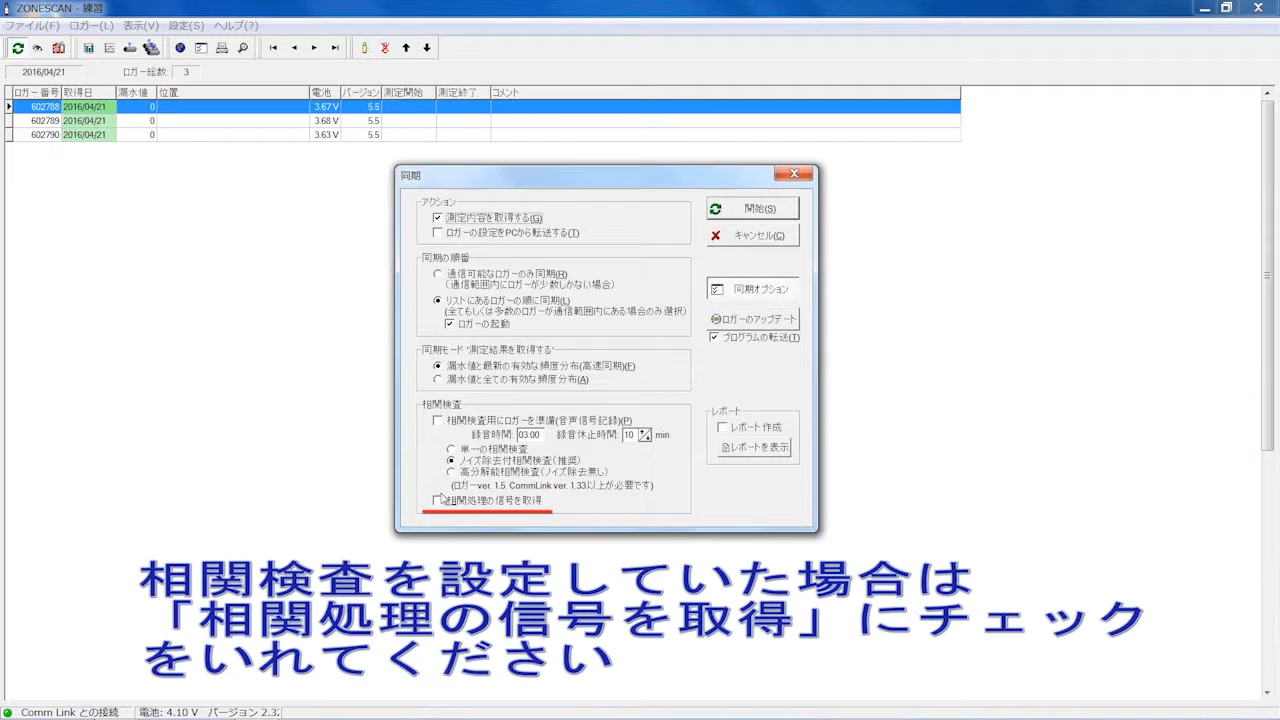 ZONESCAN - 練習
ファイル(F) ロガー(L) 表示(V) 設定(S) ヘルプ(?)
2016/04/21 ロガー総数: 3
ロガー番号 取得日 漏水値 位置 電池 バージョン 測定開始 測定終了 コメント
602788 2016/04/21 0 3.67 V 5.5
602789 2016/04/21 0 3.68 V 5.5
602790 2016/04/21 0 3.63 V 5.5
同期
アクション
測定内容を取得する(G)
ロガーの設定をPCから転送する(T)
同期の順番
通信可能なロガーのみ同期(R)
(通信範囲内にロガーが少数しかない場合)
リストにあるロガーの順に同期(L)
(全てもしくは多数のロガーが通信範囲内にある場合のみ選択)
ロガーの起動
同期モード '測定結果を取得する'
漏水値と最新の有効な頻度分布(高速同期)(F)
漏水値と全ての有効な頻度分布(A)
相関検査
相関検査用にロガーを準備(音声信号記録)(P)
録音時間: 03:00 録音休止時間: 10 min
単一の相関検査
ノイズ除去付相関検査(推奨)
高分解能相関検査(ノイズ除去無し)
(ロガーver. 1.5. CommLink ver. 1.33以上が必要です)
相関処理の信号を取得
開始(S)
キャンセル(C)
同期オプション
ロガーのアップデート
プログラムの転送(T)
レポート
レポート作成
レポートを表示
相関検査を設定していた場合は
「相関処理の信号を取得」にチェック
をいれてください
Comm Link との接続 電池: 4.10 V バージョン 2.3